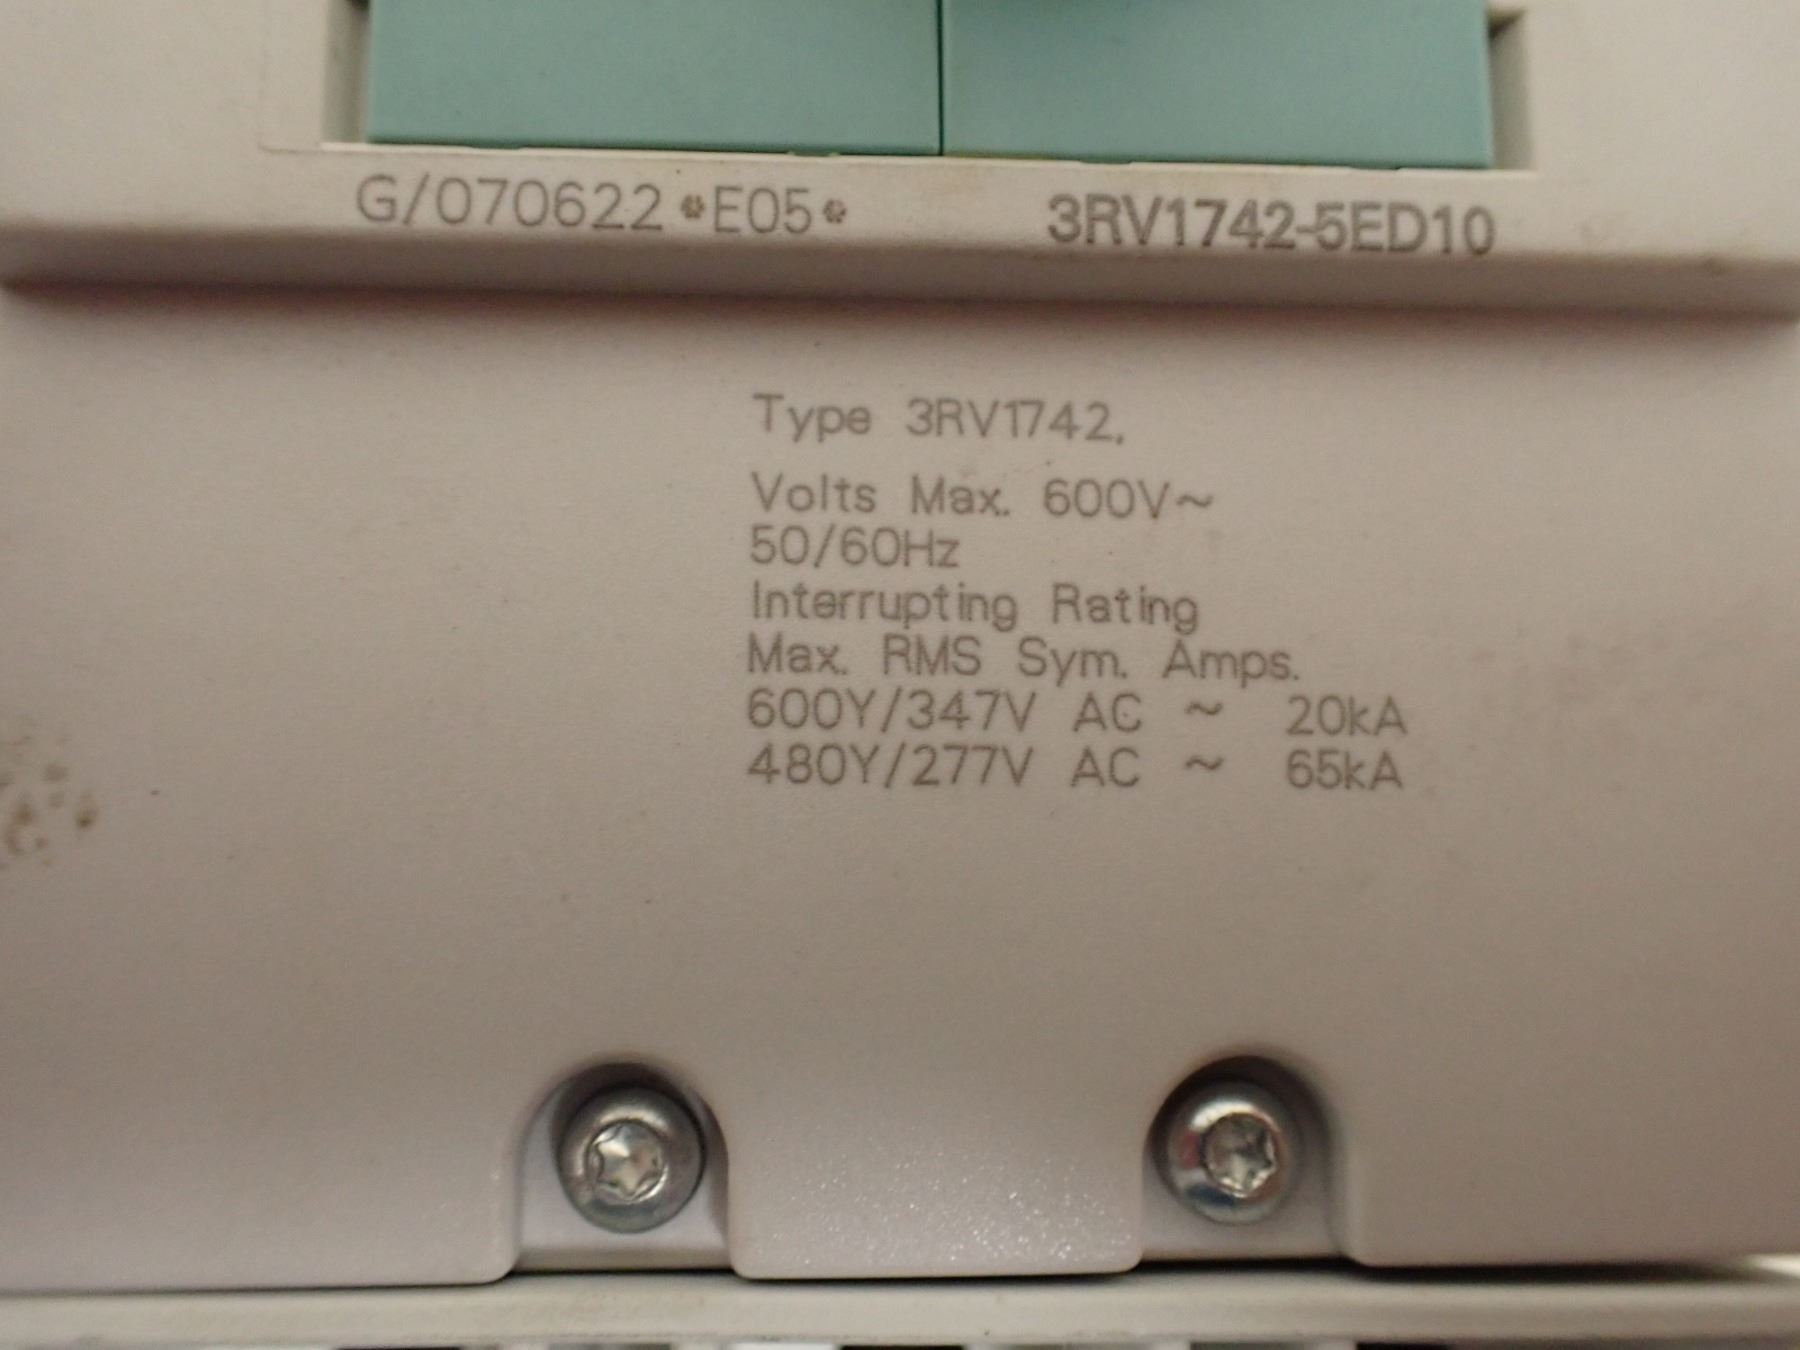 G/070622 *E05* 3RV1742-5ED10
Type 3RV1742.
Volts Max. 600V~
50/60Hz
Interrupting Rating
Max. RMS Sym. Amps.
600Y/347V AC ~ 20kA
480Y/277V AC ~ 65kA